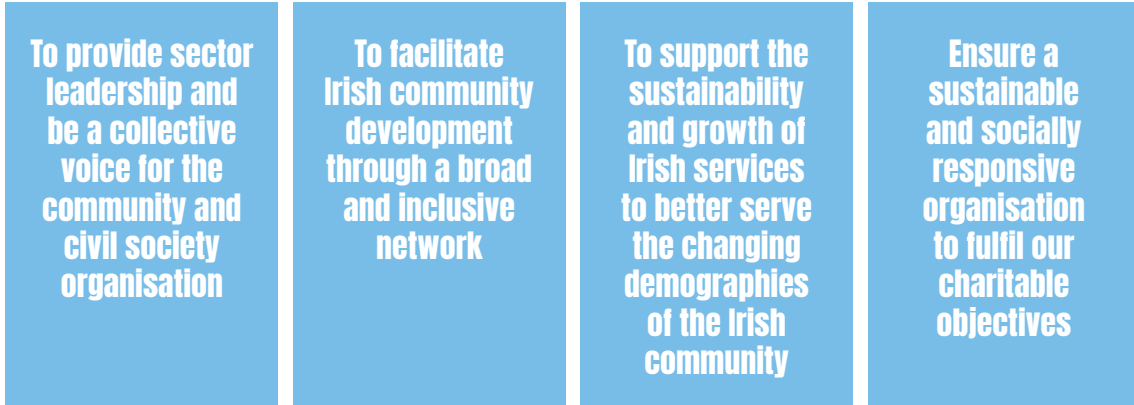 To provide sector
leadership and
be a collective
voice for the
community and
civil society
organisation
To facilitate
Irish community
development
through a broad
and inclusive
network
To support the
sustainability
and growth of
Irish services
to better serve
the changing
demographies
of the Irish
community
Ensure a
sustainable
and socially
responsive
organisation
to fulfil our
charitable
objectives